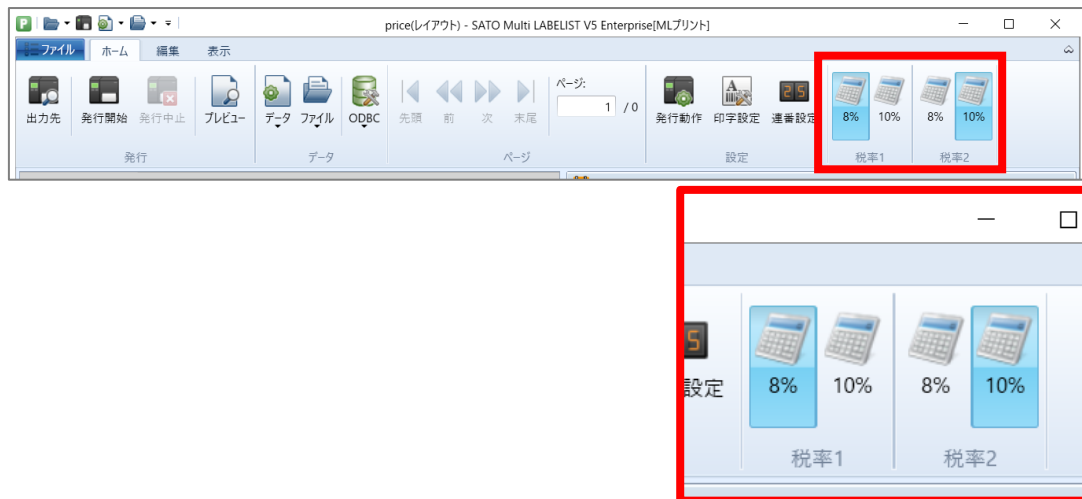 price(レイアウト) - SATO Multi LABELIST V5 Enterprise[MLプリント]
ファイル ホーム 編集 表示
ページ:
1 / 0
出力先 発行開始 発行中止 プレビュー データ ファイル ODBC 先頭 前 次 末尾 発行動作 印字設定 連番設定 8% 10% 8% 10%
発行 データ ページ 設定 税率1 税率2
5
設定 8% 10% 8% 10%
税率1 税率2